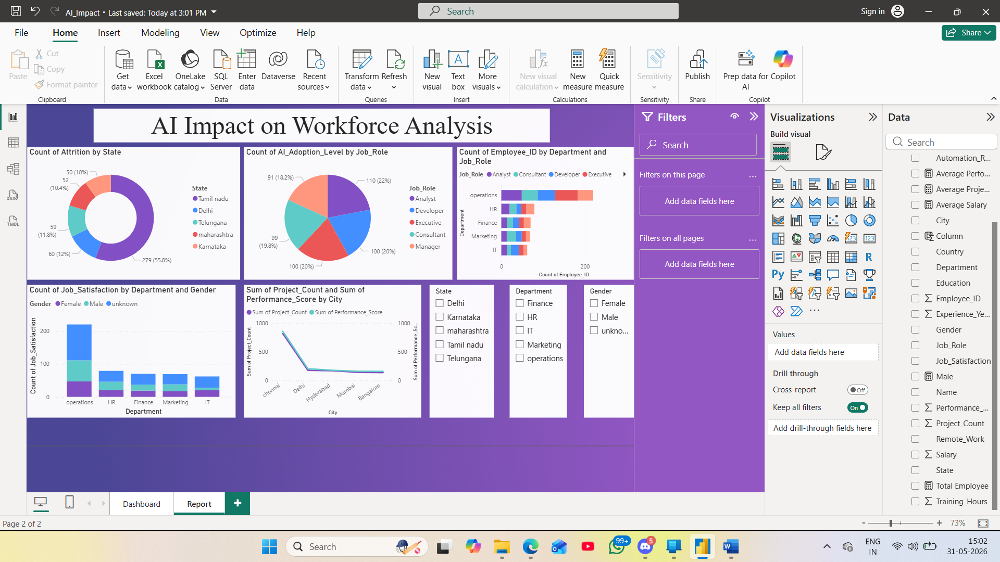 AI_Impact • Last saved: Today at 3:01 PM
Search
Sign in
File
Home
Insert
Modeling
View
Optimize
Help
Share
Paste
Cut
Copy
Format painter
Clipboard
Get data
Excel workbook
OneLake catalog
SQL Server
Enter data
Dataverse
Recent sources
Data
Transform data
Refresh
Queries
New visual
Text box
More visuals
Insert
New visual calculation
New measure
Quick measure
Calculations
Sensitivity
Sensitivity
Publish
Share
Prep data for AI
Copilot
Copilot
AI Impact on Workforce Analysis
Count of Attrition by State
50 (10%)
52 (10.4%)
59 (11.8%)
60 (12%)
279 (55.8%)
State
Tamil nadu
Delhi
Telungana
maharashtra
Karnataka
Count of AI_Adoption_Level by Job_Role
91 (18.2%)
110 (22%)
99 (19.8%)
100 (20%)
100 (20%)
Job_Role
Analyst
Developer
Executive
Consultant
Manager
Count of Employee_ID by Department and
Job_Role
Job_Role Analyst Consultant Developer Executive
Department
operations
HR
Finance
Marketing
IT
0 200
Count of Employee_ID
Count of Job_Satisfaction by Department and Gender
Gender Female Male unknown
Count of Job_Satisfaction
200
100
0
operations HR Finance Marketing IT
Department
Sum of Project_Count and Sum of
Performance_Score by City
Sum of Project_Count Sum of Performance_Score
Sum of Project_Count
1000
500
0
1000
500
0
Sum of Performance_Sc...
chennai Delhi Hyderabad Mumbai Bangalore
City
State
Delhi
Karnataka
maharashtra
Tamil nadu
Telungana
Department
Finance
HR
IT
Marketing
operations
Gender
Female
Male
unkno...
Filters
Search
Filters on this page
...
Add data fields here
Filters on all pages
...
Add data fields here
Visualizations
Build visual
123
123
R
Py
...
Values
Add data fields here
Drill through
Cross-report
Off
Keep all filters
On
Add drill-through fields here
Data
Search
Automation_R...
Average Perfo...
Average Proje...
Average Salary
City
Column
Country
Department
Education
Employee_ID
Experience_Ye...
Gender
Job_Role
Job_Satisfaction
Male
Name
Performance_...
Project_Count
Remote_Work
Salary
State
Total Employee
Training_Hours
DAX
TMDL
Dashboard
Report
+
Page 2 of 2
- + 73%
Search
99+
5
ENG
IN
15:02
31-05-2026